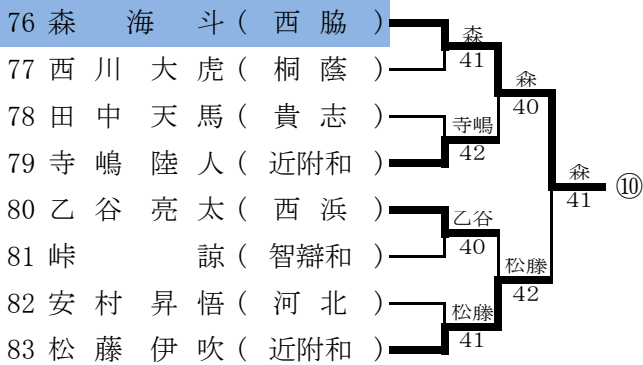 76 森 海 斗 ( 西 脇 )
77 西 川 大 虎 ( 桐 蔭 )
78 田 中 天 馬 ( 貴 志 )
79 寺 嶋 陸 人 ( 近附和 )
80 乙 谷 亮 太 ( 西 浜 )
81 峠 諒 ( 智辯和 )
82 安 村 昇 悟 ( 河 北 )
83 松 藤 伊 吹 ( 近附和 )
森
41
寺嶋
42
乙谷
40
松藤
41
森
40
松藤
42
森
41
⑩